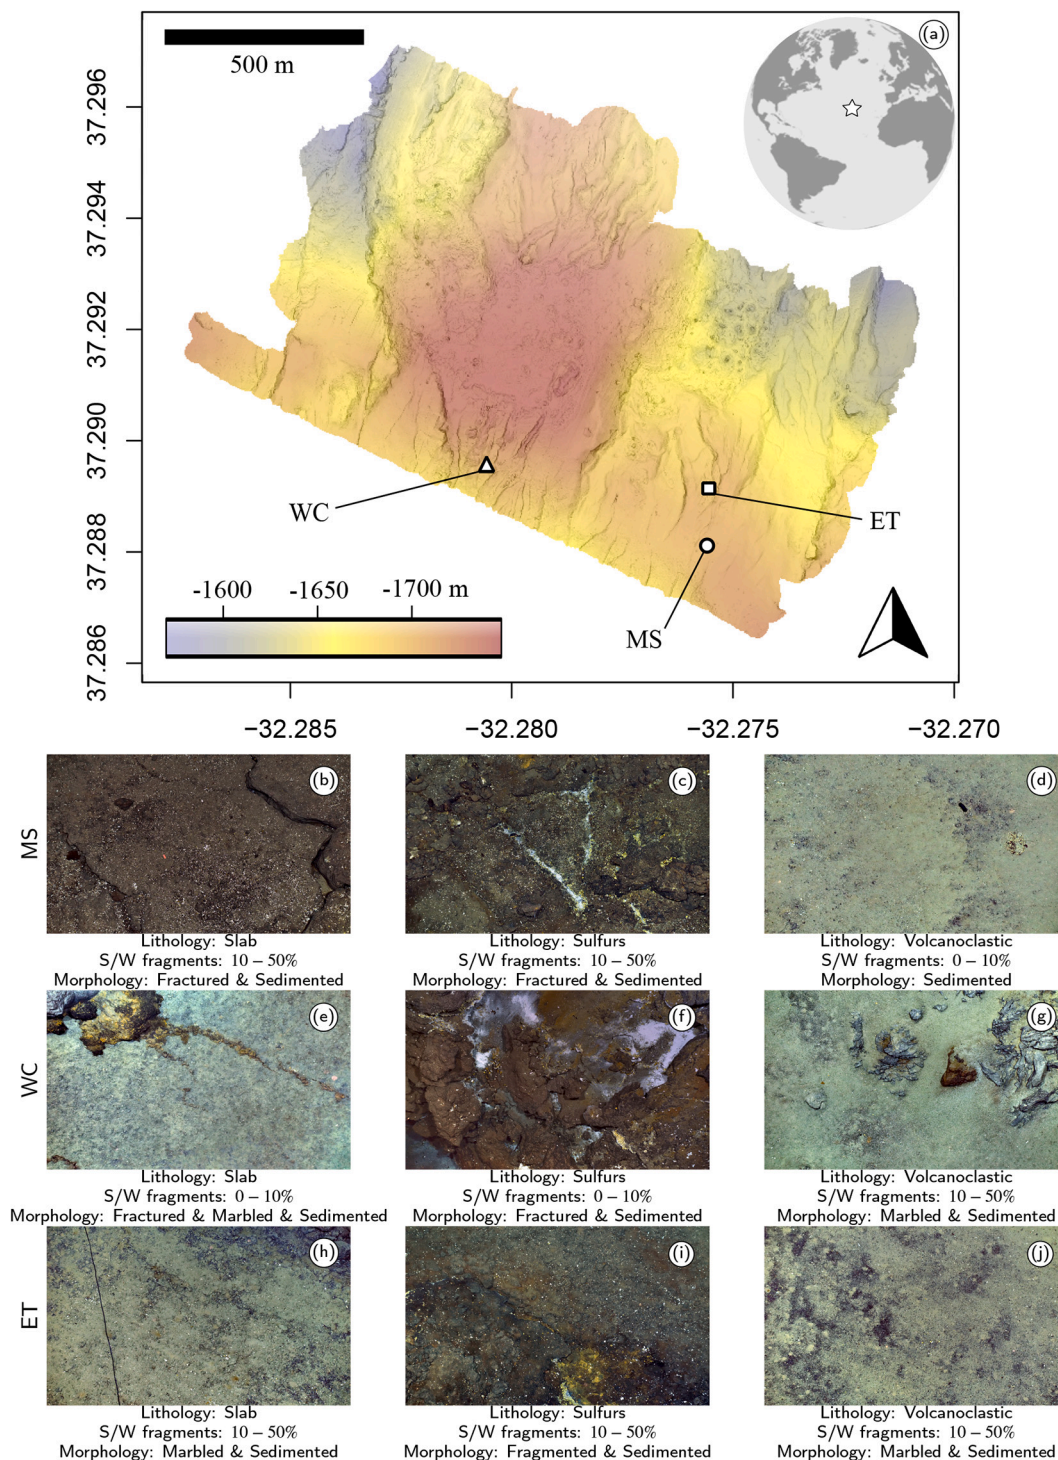 (a)
500 m
37.296
37.294
37.292
37.290
37.288
37.286
WC
ET
MS
-1600 -1650 -1700 m
−32.285 −32.280 −32.275 −32.270
MS
(b) (c) (d)
Lithology: Slab
S/W fragments: 10 – 50%
Morphology: Fractured & Sedimented
Lithology: Sulfurs
S/W fragments: 10 – 50%
Morphology: Fractured & Sedimented
Lithology: Volcanoclastic
S/W fragments: 0 – 10%
Morphology: Sedimented
WC
(e) (f) (g)
Lithology: Slab
S/W fragments: 0 – 10%
Morphology: Fractured & Marbled & Sedimented
Lithology: Sulfurs
S/W fragments: 0 – 10%
Morphology: Fractured & Sedimented
Lithology: Volcanoclastic
S/W fragments: 10 – 50%
Morphology: Marbled & Sedimented
ET
(h) (i) (j)
Lithology: Slab
S/W fragments: 10 – 50%
Morphology: Marbled & Sedimented
Lithology: Sulfurs
S/W fragments: 10 – 50%
Morphology: Fragmented & Sedimented
Lithology: Volcanoclastic
S/W fragments: 10 – 50%
Morphology: Marbled & Sedimented